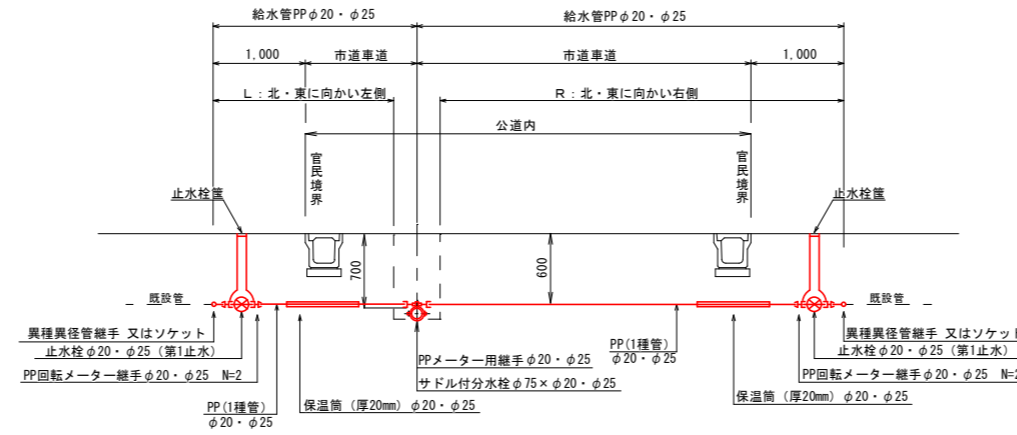 給水管PPφ20・φ25
給水管PPφ20・φ25
1,000
市道車道
市道車道
1,000
L：北・東に向かい左側
R：北・東に向かい右側
公道内
官民境界
官民境界
止水栓筐
止水栓筐
700
600
既設管
既設管
異種異径管継手 又はソケット
止水栓φ20・φ25（第1止水）
PP回転メーター継手φ20・φ25 N=2
PP(1種管)
φ20・φ25
保温筒（厚20mm）φ20・φ25
PPメーター用継手φ20・φ25
サドル付分水栓φ75×φ20・φ25
PP(1種管)
φ20・φ25
異種異径管継手 又はソケット
止水栓φ20・φ25（第1止水）
PP回転メーター継手φ20・φ25 N=2
保温筒（厚20mm）φ20・φ25